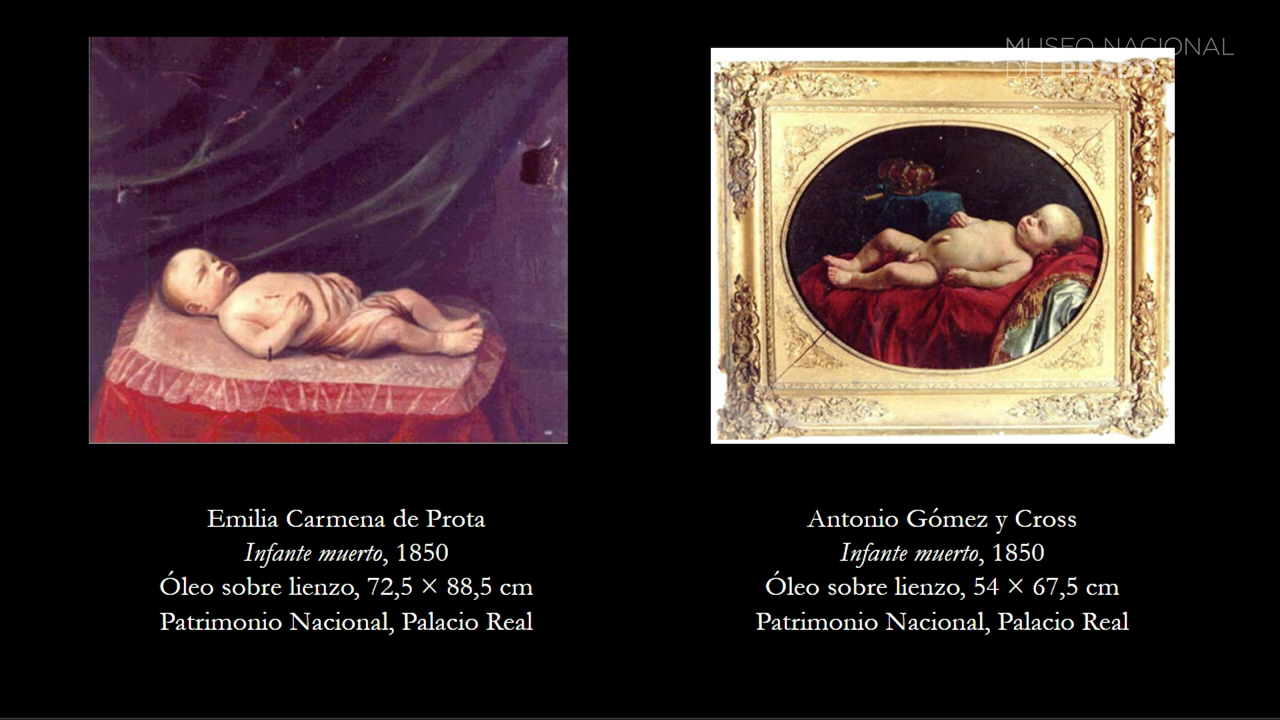 MUSEO NACIONAL
DEL PRADO
Emilia Carmena de Prota
Infante muerto, 1850
Óleo sobre lienzo, 72,5 × 88,5 cm
Patrimonio Nacional, Palacio Real
Antonio Gómez y Cross
Infante muerto, 1850
Óleo sobre lienzo, 54 × 67,5 cm
Patrimonio Nacional, Palacio Real